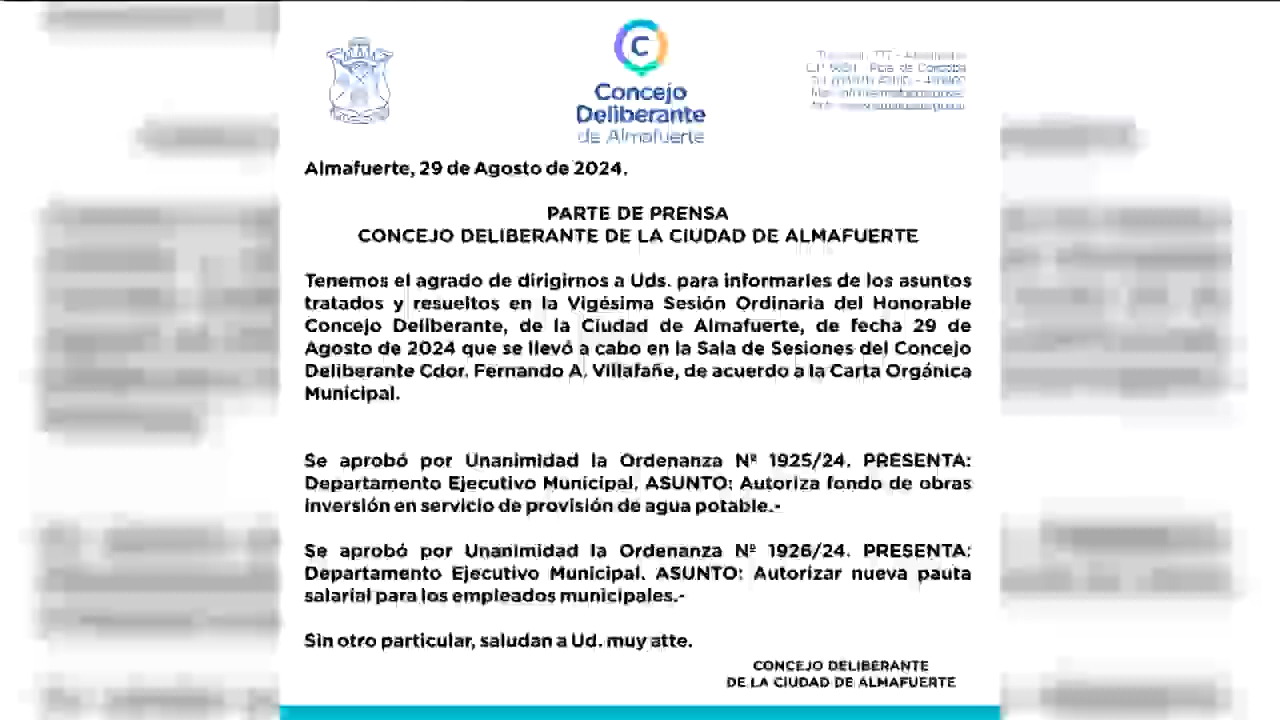 C
Concejo
Deliberante
de Almafuerte
Almafuerte, 29 de Agosto de 2024.
PARTE DE PRENSA
CONCEJO DELIBERANTE DE LA CIUDAD DE ALMAFUERTE
Tenemos el agrado de dirigirnos a Uds. para informarles de los asuntos
tratados y resueltos en la Vigésima Sesión Ordinaria del Honorable
Concejo Deliberante, de la Ciudad de Almafuerte, de fecha 29 de
Agosto de 2024 que se llevó a cabo en la Sala de Sesiones del Concejo
Deliberante Cdor. Fernando A. Villafañe, de acuerdo a la Carta Orgánica
Municipal.
Se aprobó por Unanimidad la Ordenanza Nº 1925/24. PRESENTA:
Departamento Ejecutivo Municipal. ASUNTO: Autoriza fondo de obras
inversión en servicio de provisión de agua potable.-
Se aprobó por Unanimidad la Ordenanza Nº 1926/24. PRESENTA:
Departamento Ejecutivo Municipal. ASUNTO: Autorizar nueva pauta
salarial para los empleados municipales.-
Sin otro particular, saludan a Ud. muy atte.
CONCEJO DELIBERANTE
DE LA CIUDAD DE ALMAFUERTE